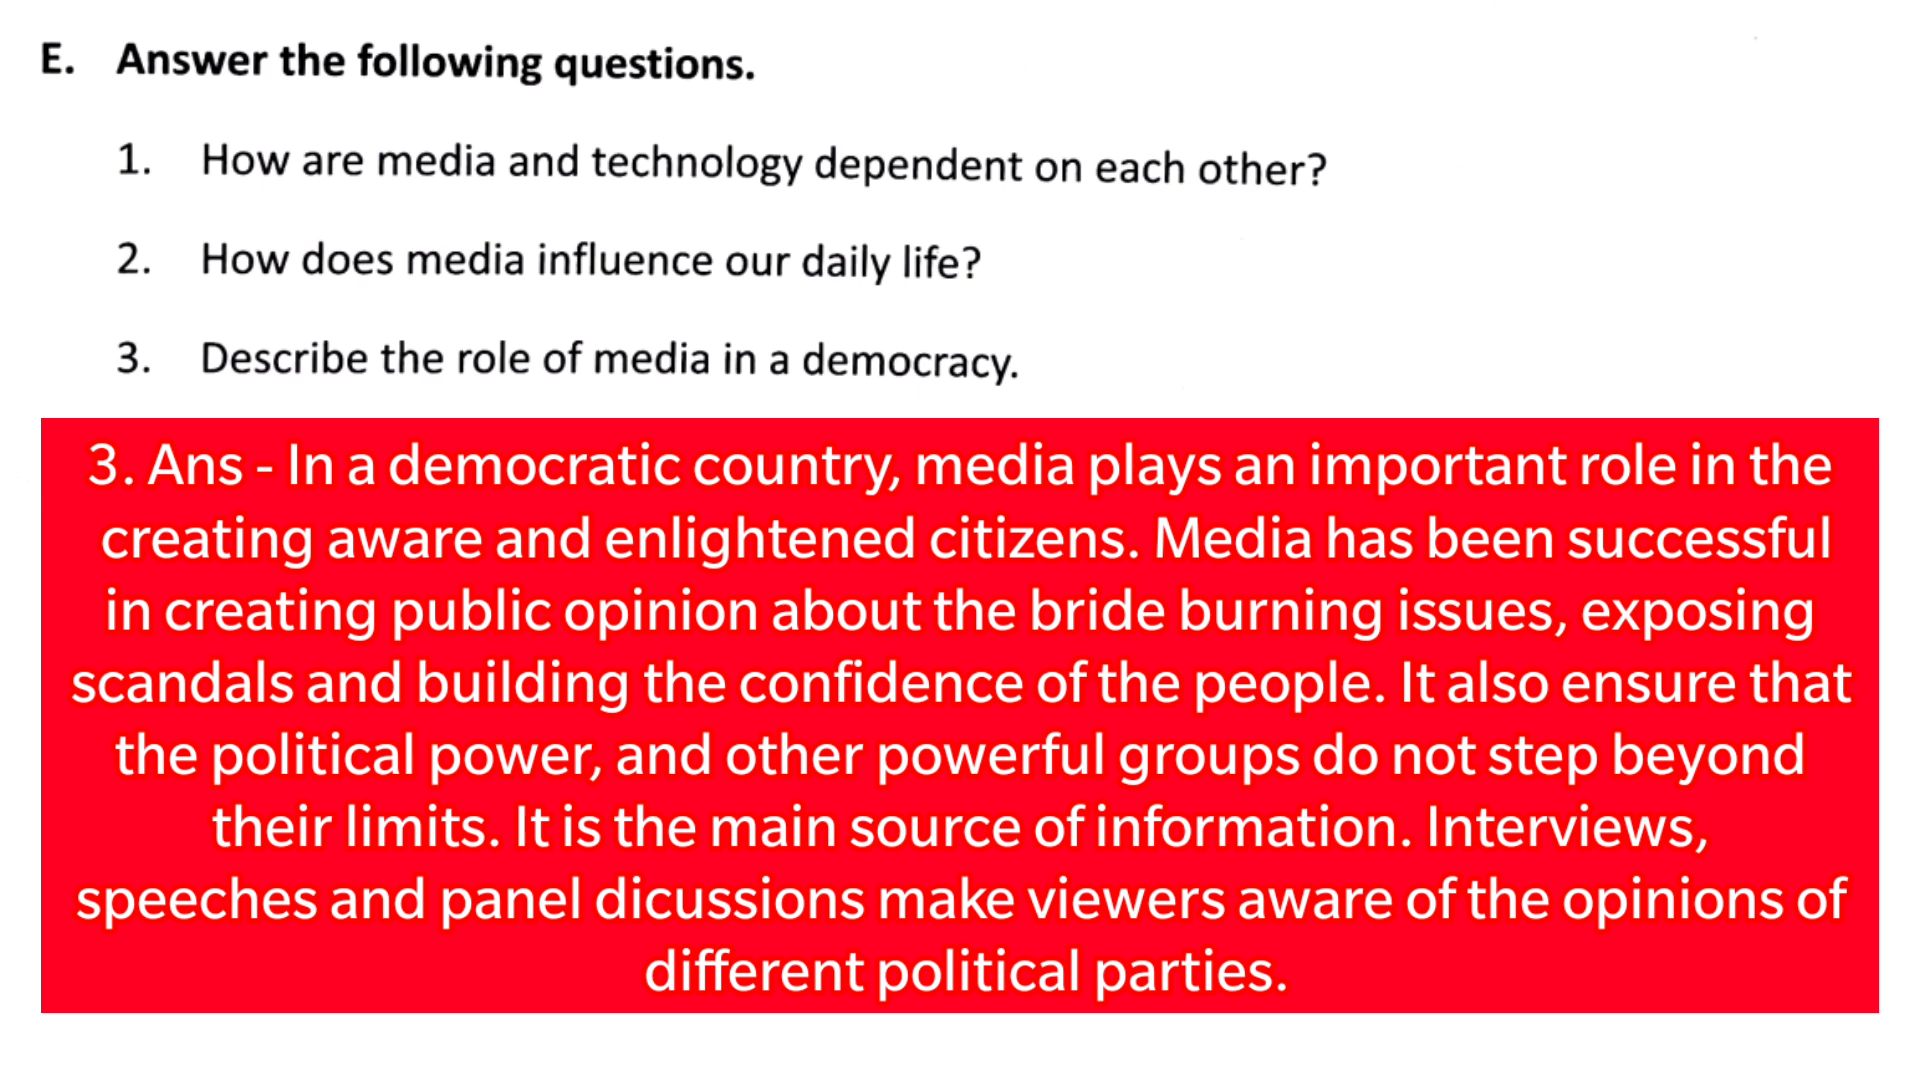 E. Answer the following questions.
1. How are media and technology dependent on each other?
2. How does media influence our daily life?
3. Describe the role of media in a democracy.
3. Ans - In a democratic country, media plays an important role in the
creating aware and enlightened citizens. Media has been successful
in creating public opinion about the bride burning issues, exposing
scandals and building the confidence of the people. It also ensure that
the political power, and other powerful groups do not step beyond
their limits. It is the main source of information. Interviews,
speeches and panel dicussions make viewers aware of the opinions of
different political parties.